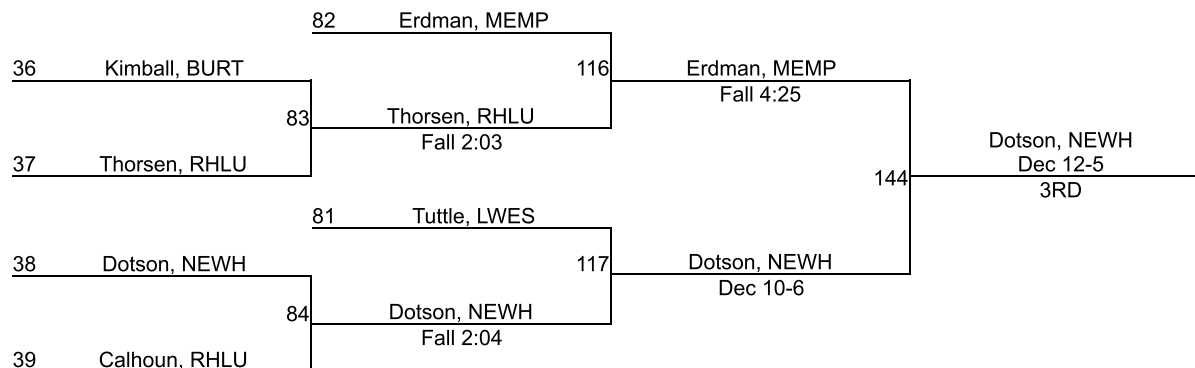 82 Erdman, MEMP
36 Kimball, BURT
116 Erdman, MEMP
Fall 4:25
83 Thorsen, RHLU
Fall 2:03
Dotson, NEWH
37 Thorsen, RHLU
Dec 12-5
144
3RD
81 Tuttle, LWES
38 Dotson, NEWH
117 Dotson, NEWH
Dec 10-6
84 Dotson, NEWH
Fall 2:04
39 Calhoun, RHLU